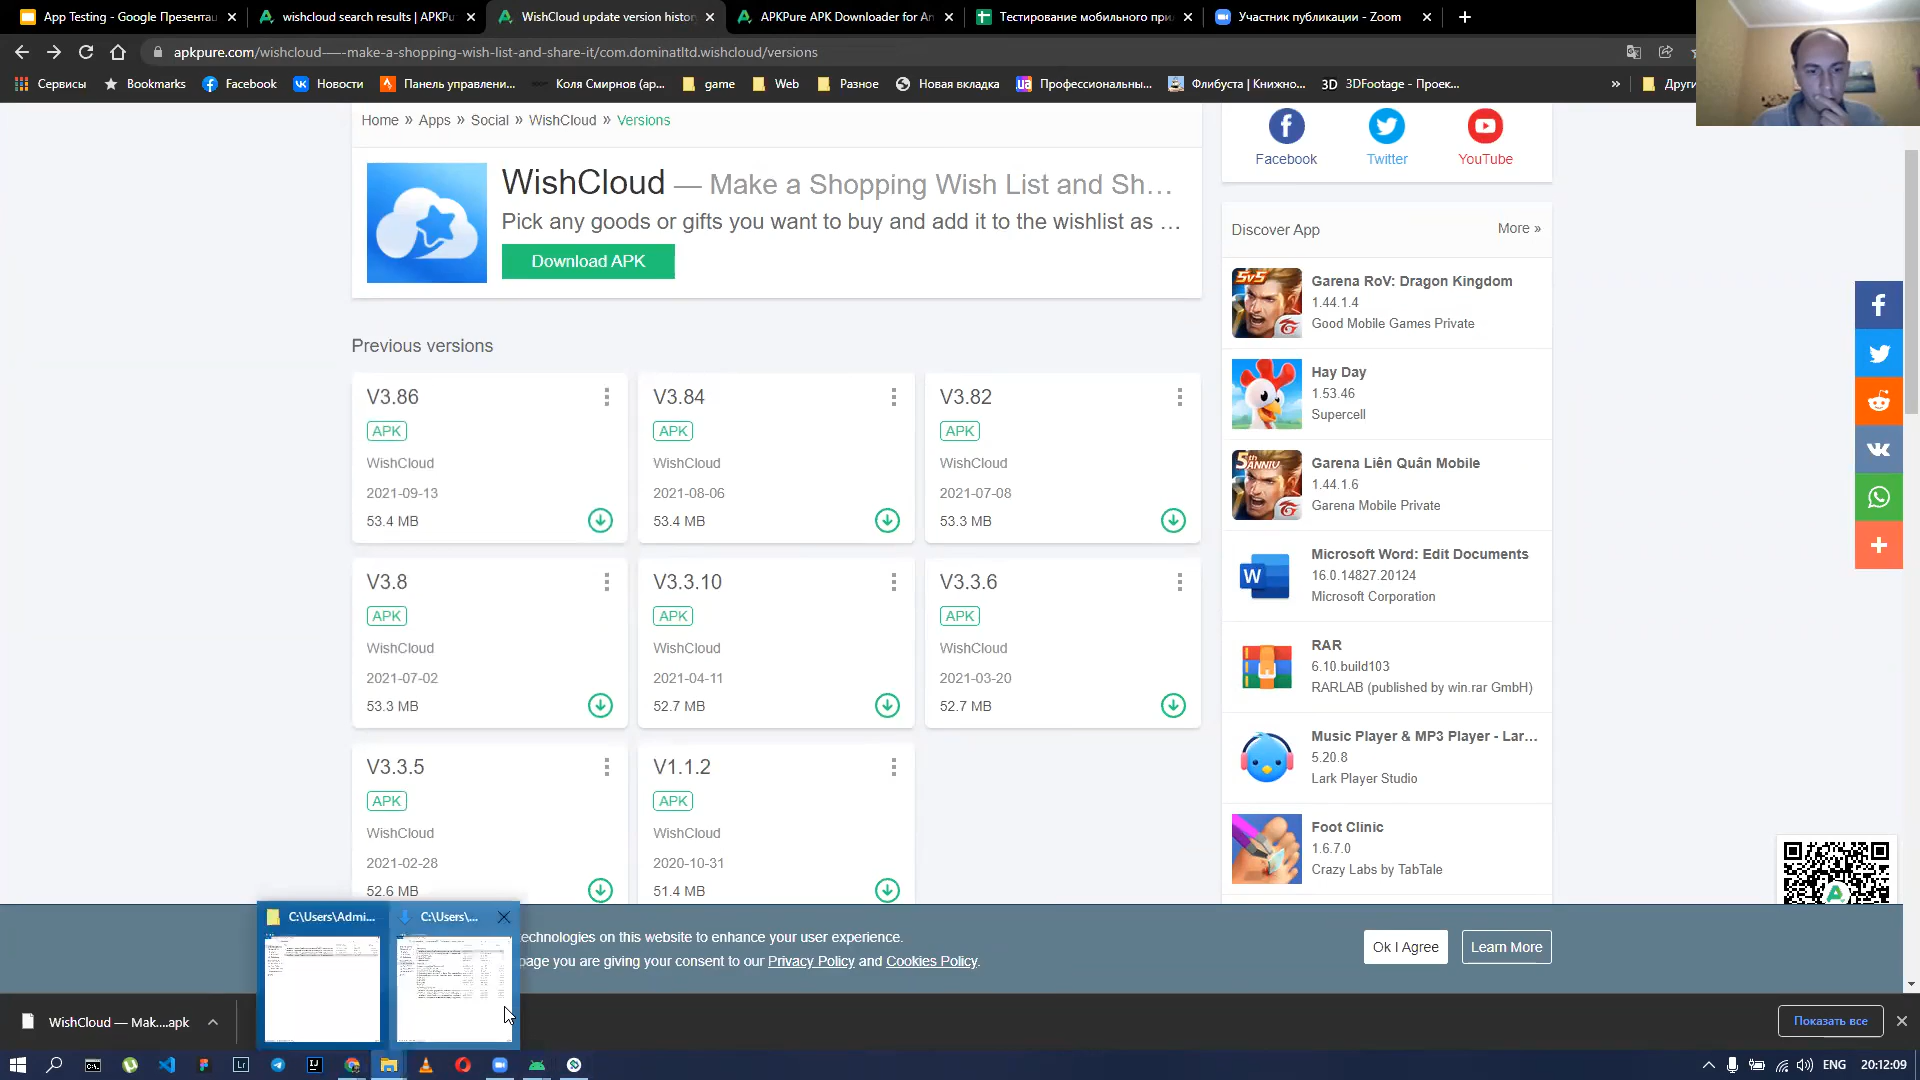 App Testing - Google Презента
wishcloud search results | APKPu
WishCloud update version histor
APKPure APK Downloader for An
Тестирование мобильного при
Участник публикации - Zoom
apkpure.com/wishcloud-—-make-a-shopping-wish-list-and-share-it/com.dominatltd.wishcloud/versions
Сервисы
Bookmarks
Facebook
Новости
Панель управлени...
Коля Смирнов (ар...
game
Web
Разное
Новая вкладка
Профессиональны...
Флибуста | Книжно...
3D 3DFootage - Проек...
»
Други
Home » Apps » Social » WishCloud » Versions
WishCloud — Make a Shopping Wish List and Sh…
Pick any goods or gifts you want to buy and add it to the wishlist as …
Download APK
Previous versions
V3.86
APK
WishCloud
2021-09-13
53.4 MB
V3.84
APK
WishCloud
2021-08-06
53.4 MB
V3.82
APK
WishCloud
2021-07-08
53.3 MB
V3.8
APK
WishCloud
2021-07-02
53.3 MB
V3.3.10
APK
WishCloud
2021-04-11
52.7 MB
V3.3.6
APK
WishCloud
2021-03-20
52.7 MB
V3.3.5
APK
WishCloud
2021-02-28
52.6 MB
V1.1.2
APK
WishCloud
2020-10-31
51.4 MB
Facebook
Twitter
YouTube
Discover App
More »
5v5
Garena RoV: Dragon Kingdom
1.44.1.4
Good Mobile Games Private
Hay Day
1.53.46
Supercell
5th ANNIV
Garena Liên Quân Mobile
1.44.1.6
Garena Mobile Private
W
Microsoft Word: Edit Documents
16.0.14827.20124
Microsoft Corporation
RAR
6.10.build103
RARLAB (published by win.rar GmbH)
Music Player & MP3 Player - Lar…
5.20.8
Lark Player Studio
Foot Clinic
1.6.7.0
Crazy Labs by TabTale
C:\Users\Admi...
C:\Users\...
echnologies on this website to enhance your user experience.
page you are giving your consent to our Privacy Policy and Cookies Policy.
Ok I Agree
Learn More
WishCloud — Mak....apk
Показать все
ENG
20:12:09